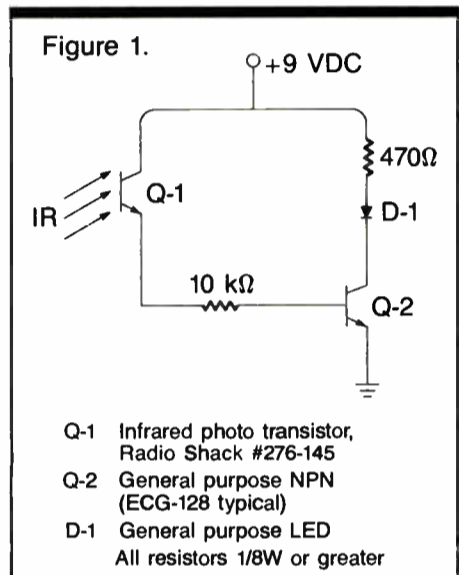 Figure 1.
+9 VDC
470Ω
Q-1
D-1
IR
10 kΩ
Q-2
Q-1 Infrared photo transistor,
Radio Shack #276-145
Q-2 General purpose NPN
(ECG-128 typical)
D-1 General purpose LED
All resistors 1/8W or greater